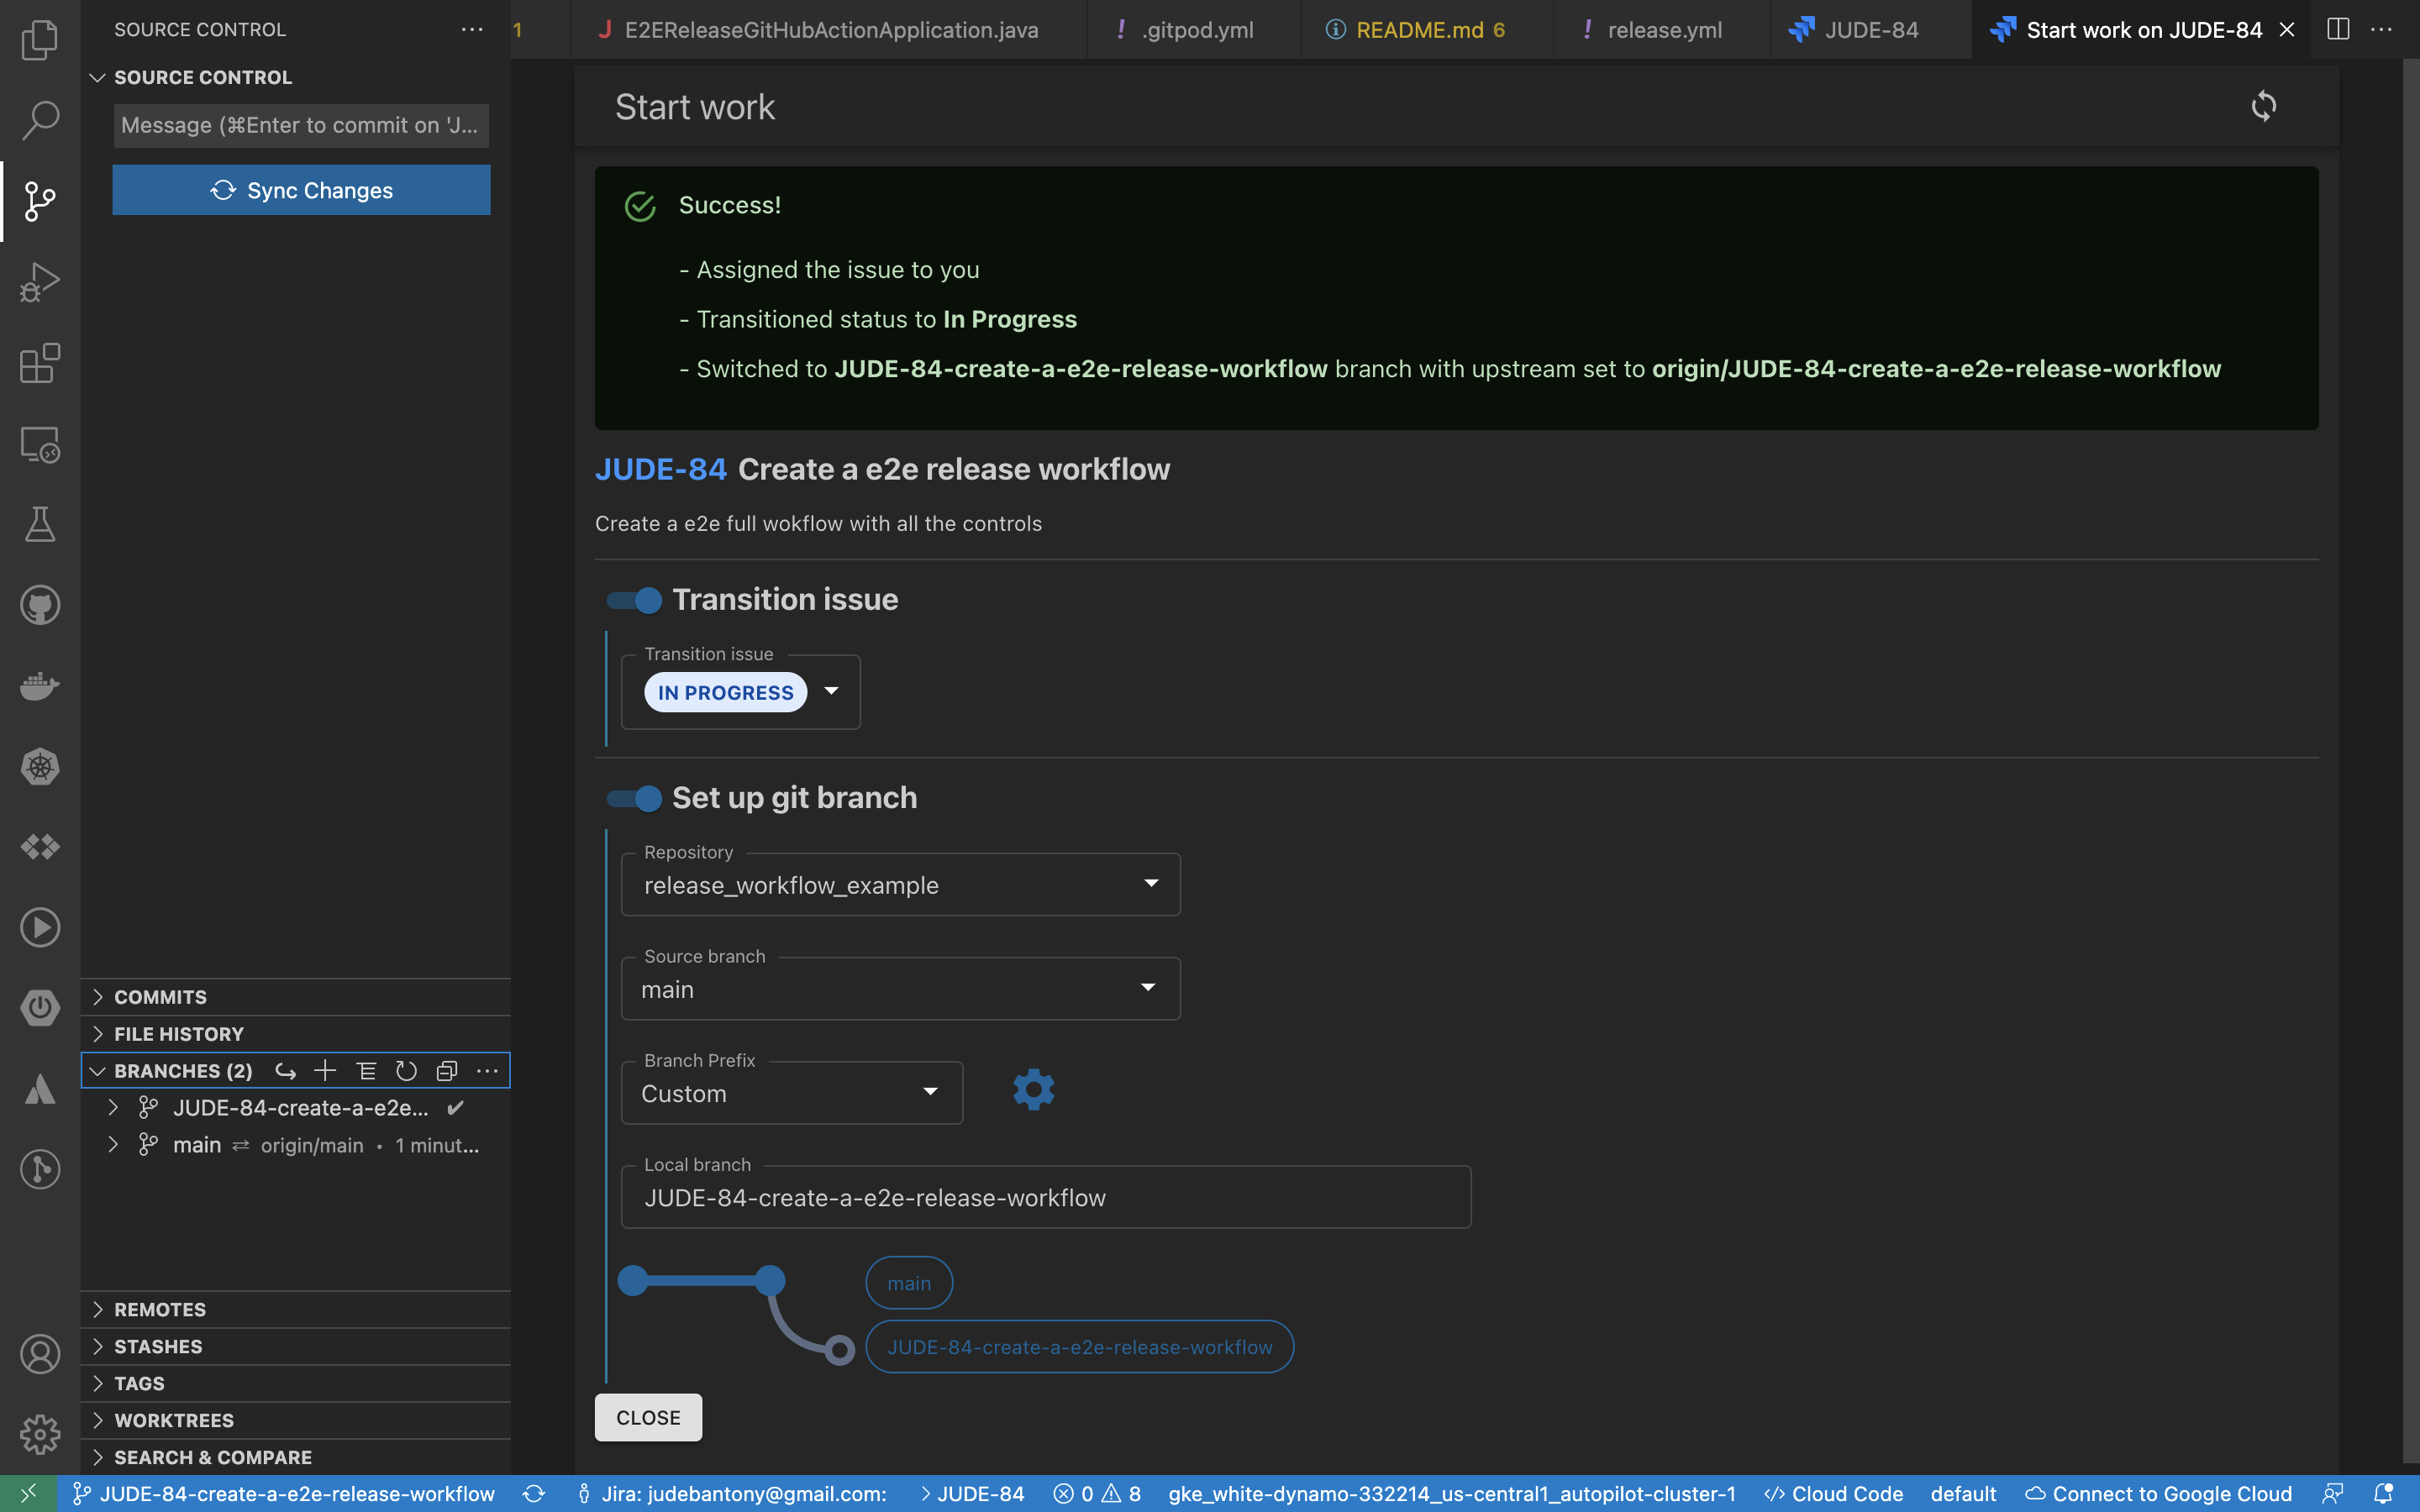 SOURCE CONTROL
1
E2EReleaseGitHubActionApplication.java
.gitpod.yml
README.md 6
release.yml
JUDE-84
Start work on JUDE-84
SOURCE CONTROL
Message (⌘Enter to commit on 'J...
Sync Changes
Start work
Success!
- Assigned the issue to you
- Transitioned status to In Progress
- Switched to JUDE-84-create-a-e2e-release-workflow branch with upstream set to origin/JUDE-84-create-a-e2e-release-workflow
JUDE-84 Create a e2e release workflow
Create a e2e full wokflow with all the controls
Transition issue
Transition issue
IN PROGRESS
Set up git branch
Repository
release_workflow_example
Source branch
main
Branch Prefix
Custom
Local branch
JUDE-84-create-a-e2e-release-workflow
main
JUDE-84-create-a-e2e-release-workflow
CLOSE
COMMITS
FILE HISTORY
BRANCHES (2)
JUDE-84-create-a-e2e...
main origin/main • 1 minut...
REMOTES
STASHES
TAGS
WORKTREES
SEARCH & COMPARE
JUDE-84-create-a-e2e-release-workflow Jira: judebantony@gmail.com: JUDE-84 0 8 gke_white-dynamo-332214_us-central1_autopilot-cluster-1 Cloud Code default Connect to Google Cloud